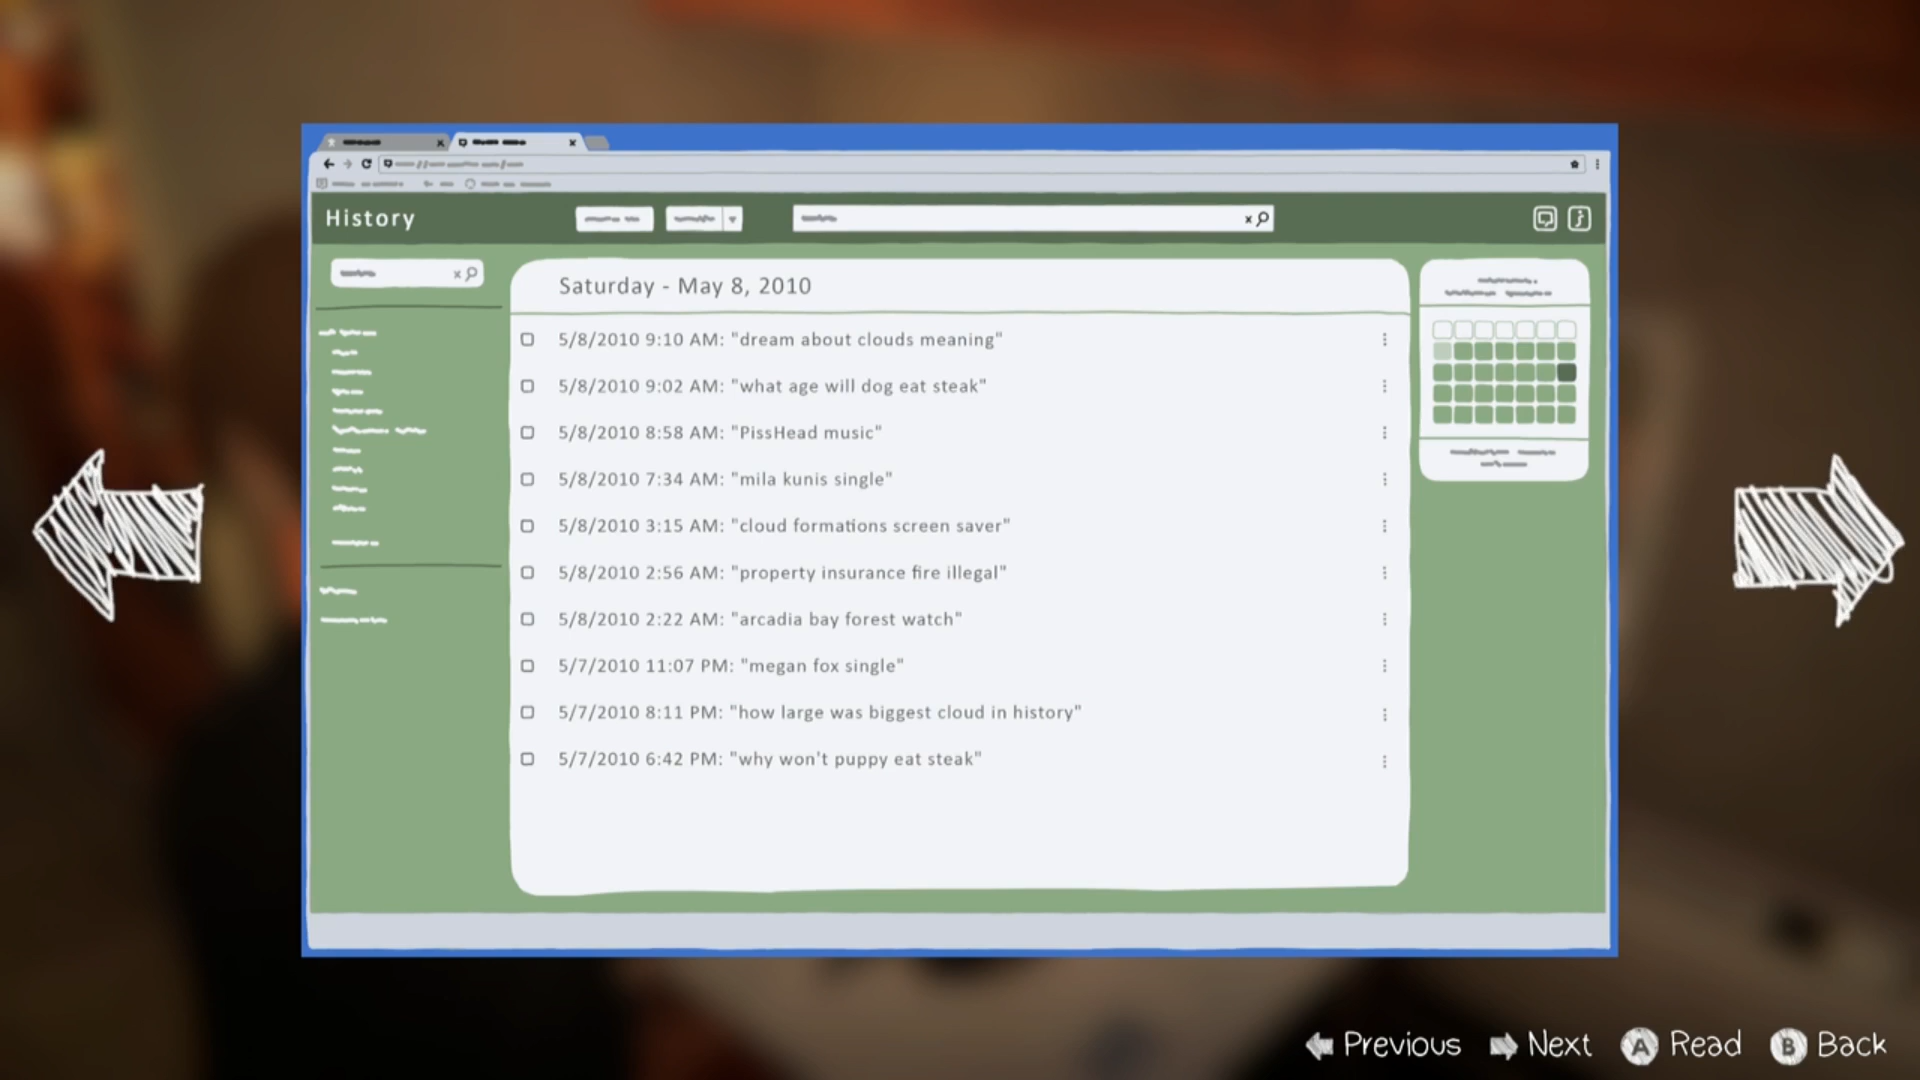 History
Saturday - May 8, 2010
5/8/2010 9:10 AM: "dream about clouds meaning"
5/8/2010 9:02 AM: "what age will dog eat steak"
5/8/2010 8:58 AM: "PissHead music"
5/8/2010 7:34 AM: "mila kunis single"
5/8/2010 3:15 AM: "cloud formations screen saver"
5/8/2010 2:56 AM: "property insurance fire illegal"
5/8/2010 2:22 AM: "arcadia bay forest watch"
5/7/2010 11:07 PM: "megan fox single"
5/7/2010 8:11 PM: "how large was biggest cloud in history"
5/7/2010 6:42 PM: "why won't puppy eat steak"
Previous Next A Read B Back